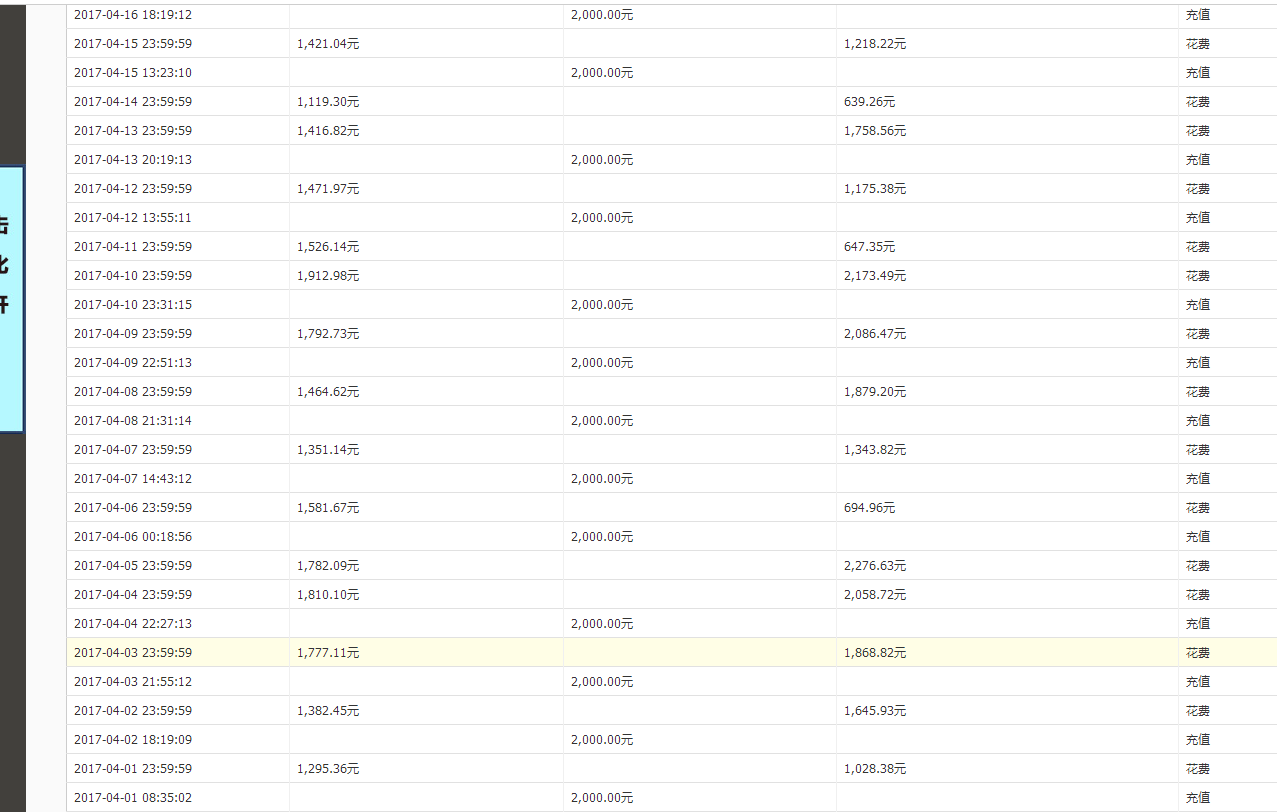 2017-04-16 18:19:12 2,000.00元 充值
2017-04-15 23:59:59 1,421.04元 1,218.22元 花费
2017-04-15 13:23:10 2,000.00元 充值
2017-04-14 23:59:59 1,119.30元 639.26元 花费
2017-04-13 23:59:59 1,416.82元 1,758.56元 花费
2017-04-13 20:19:13 2,000.00元 充值
2017-04-12 23:59:59 1,471.97元 1,175.38元 花费
2017-04-12 13:55:11 2,000.00元 充值
2017-04-11 23:59:59 1,526.14元 647.35元 花费
2017-04-10 23:59:59 1,912.98元 2,173.49元 花费
2017-04-10 23:31:15 2,000.00元 充值
2017-04-09 23:59:59 1,792.73元 2,086.47元 花费
2017-04-09 22:51:13 2,000.00元 充值
2017-04-08 23:59:59 1,464.62元 1,879.20元 花费
2017-04-08 21:31:14 2,000.00元 充值
2017-04-07 23:59:59 1,351.14元 1,343.82元 花费
2017-04-07 14:43:12 2,000.00元 充值
2017-04-06 23:59:59 1,581.67元 694.96元 花费
2017-04-06 00:18:56 2,000.00元 充值
2017-04-05 23:59:59 1,782.09元 2,276.63元 花费
2017-04-04 23:59:59 1,810.10元 2,058.72元 花费
2017-04-04 22:27:13 2,000.00元 充值
2017-04-03 23:59:59 1,777.11元 1,868.82元 花费
2017-04-03 21:55:12 2,000.00元 充值
2017-04-02 23:59:59 1,382.45元 1,645.93元 花费
2017-04-02 18:19:09 2,000.00元 充值
2017-04-01 23:59:59 1,295.36元 1,028.38元 花费
2017-04-01 08:35:02 2,000.00元 充值